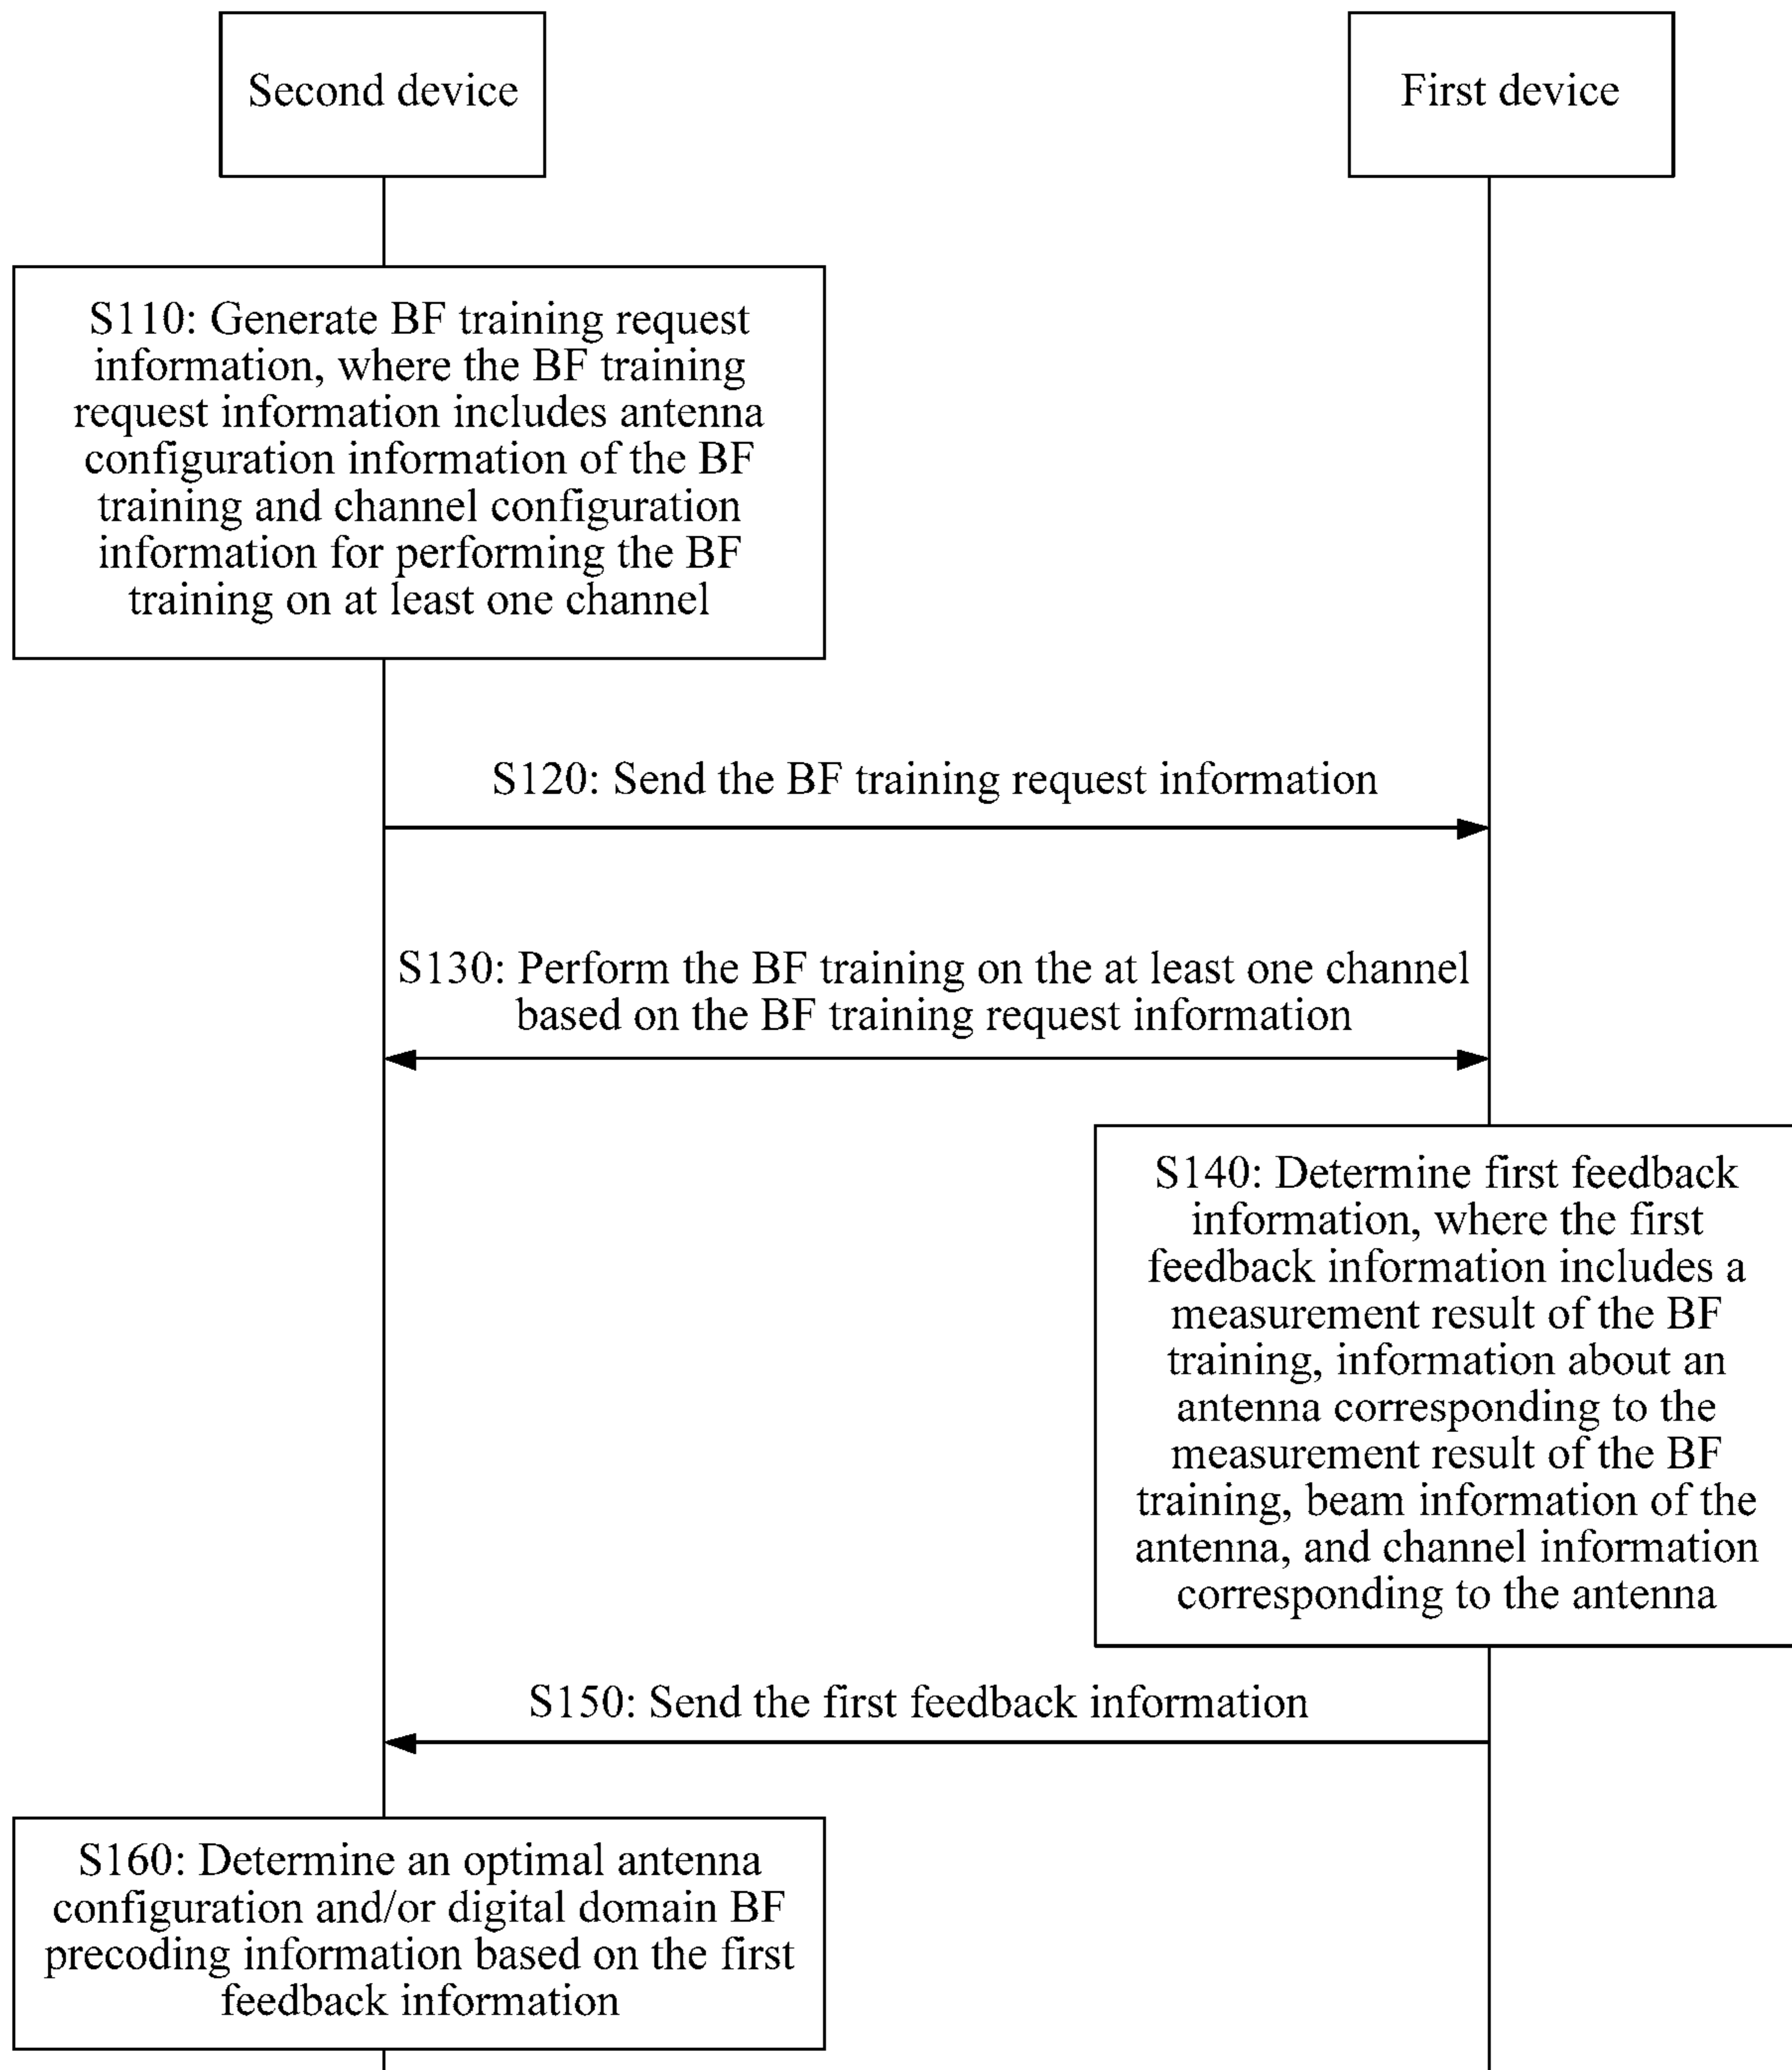 Second device
First device
S110: Generate BF training request
information, where the BF training
request information includes antenna
configuration information of the BF
training and channel configuration
information for performing the BF
training on at least one channel
S120: Send the BF training request information
S130: Perform the BF training on the at least one channel
based on the BF training request information
S140: Determine first feedback
information, where the first
feedback information includes a
measurement result of the BF
training, information about an
antenna corresponding to the
measurement result of the BF
training, beam information of the
antenna, and channel information
corresponding to the antenna
S150: Send the first feedback information
S160: Determine an optimal antenna
configuration and/or digital domain BF
precoding information based on the first
feedback information